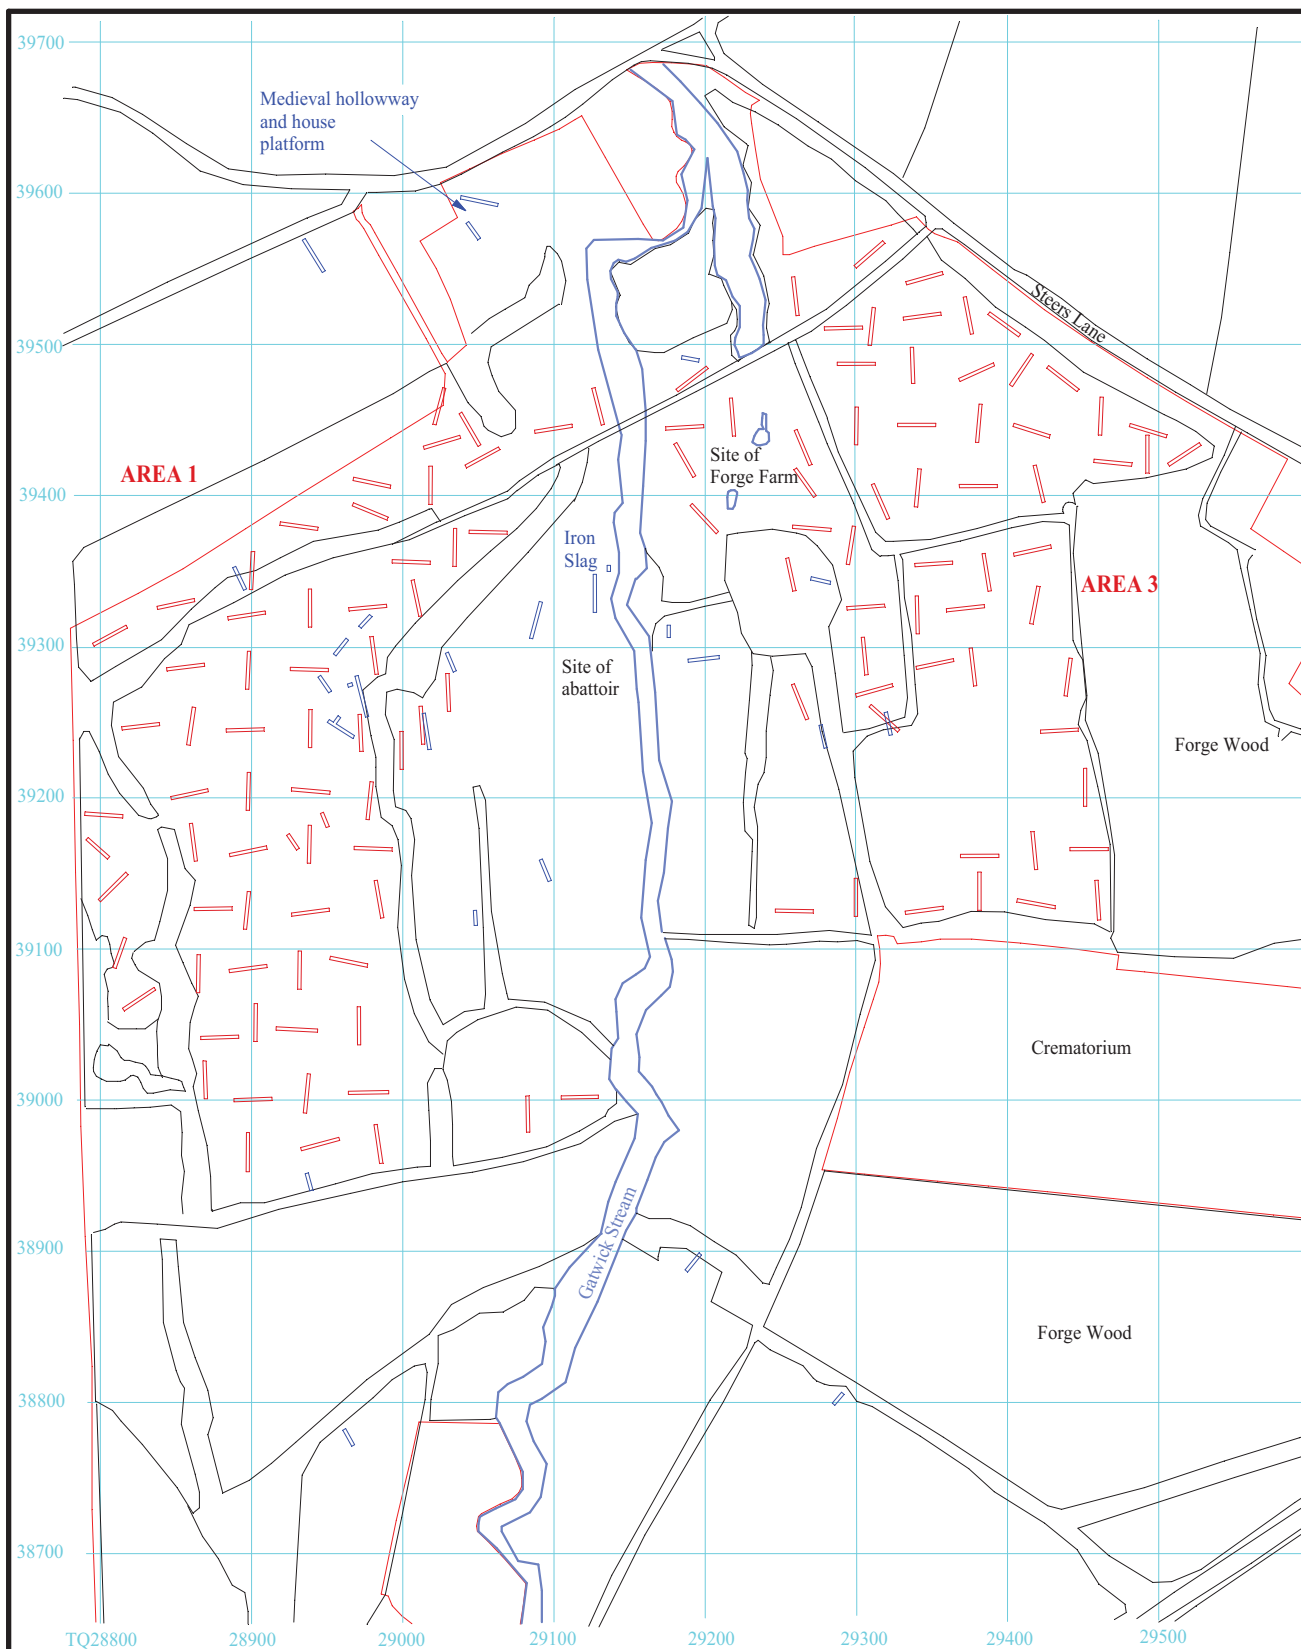 39700
Medieval hollowway
and house
platform
39600
Steers Lane
39500
AREA 1
Site of
Forge Farm
39400
Iron
Slag
AREA 3
39300
Site of
abattoir
Forge Wood
39200
39100
Crematorium
39000
Gatwick Stream
38900
Forge Wood
38800
38700
TQ28800
28900
29000
29100
29200
29300
29400
29500